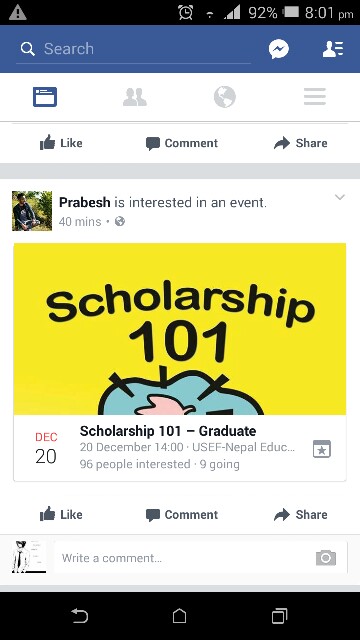 92% 8:01 pm
Search
Like Comment Share
Prabesh is interested in an event.
40 mins ·
Scholarship
101
DEC
20
Scholarship 101 – Graduate
20 December 14:00 · USEF-Nepal Educ...
96 people interested · 9 going
Like Comment Share
Write a comment...